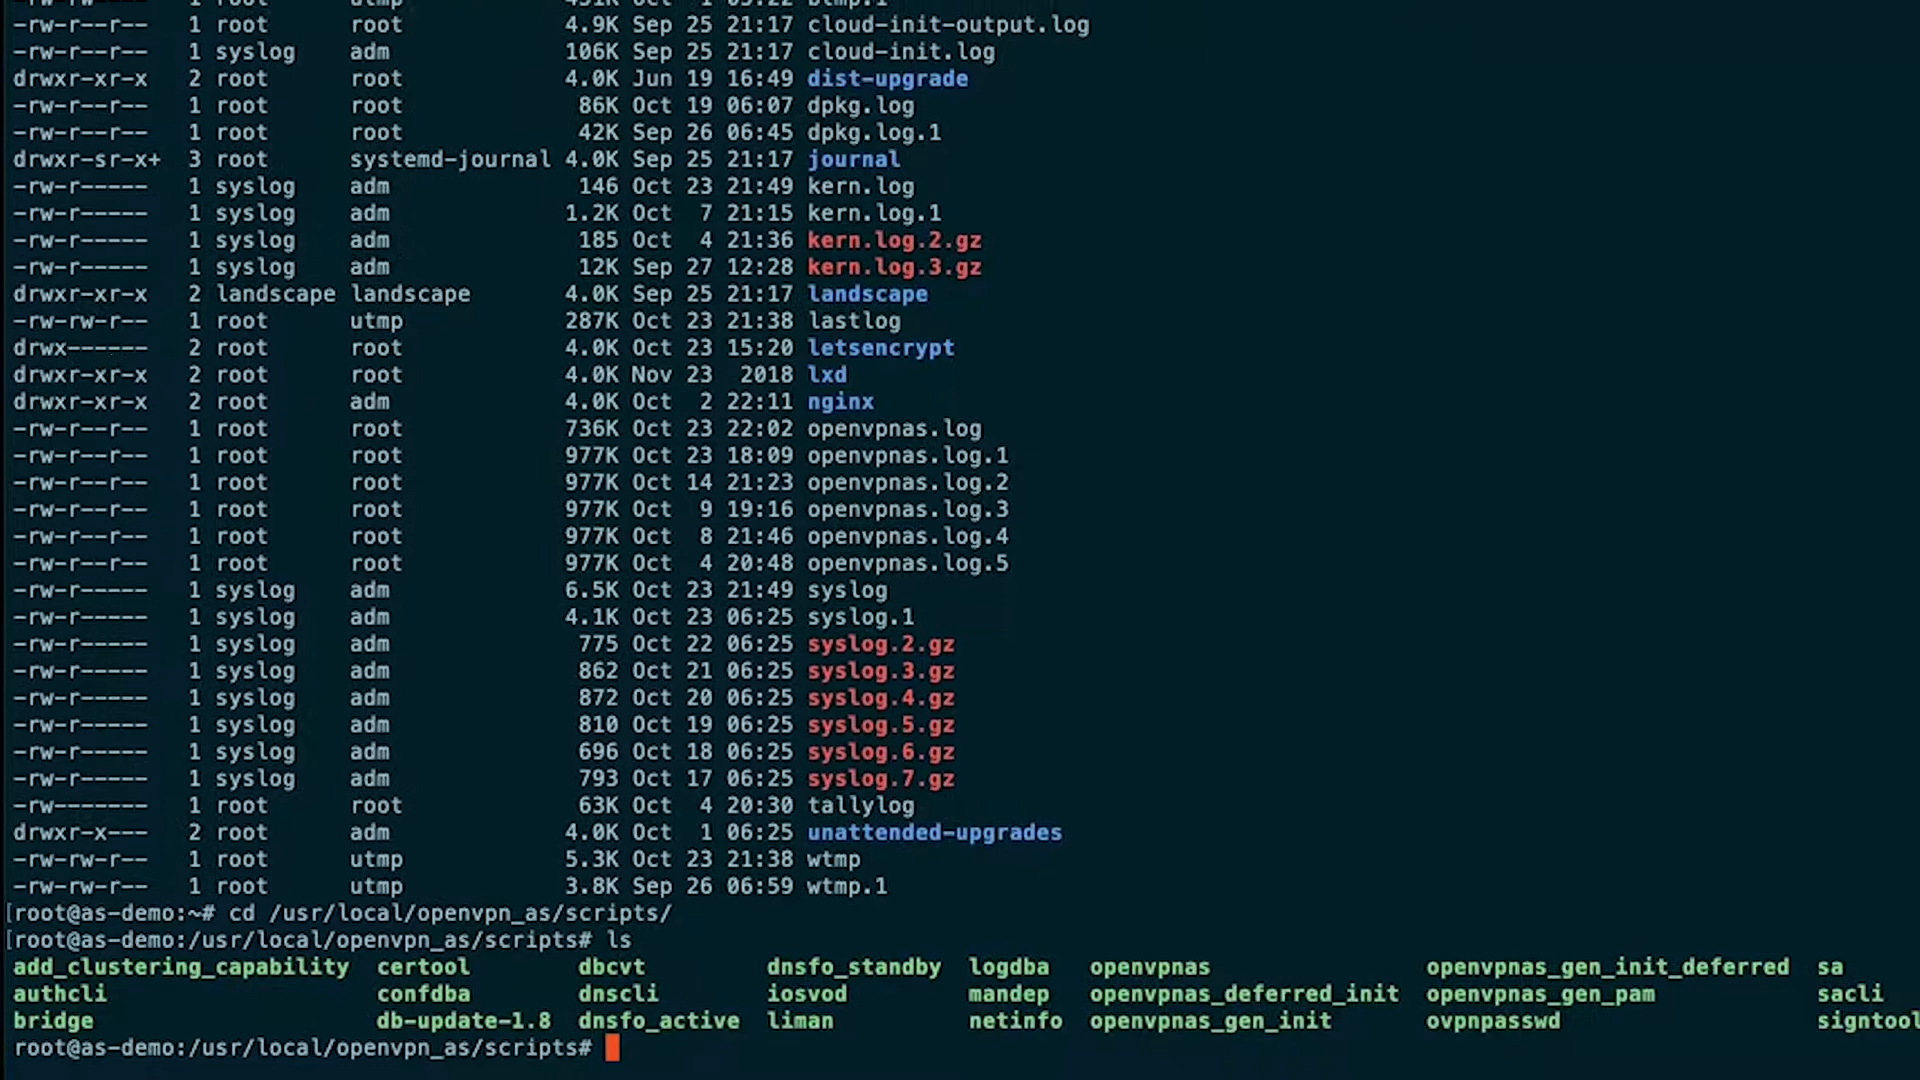 -rw-r--r--   1 root      root            4.9K Sep 25 21:17 cloud-init-output.log
-rw-r--r--   1 syslog    adm             106K Sep 25 21:17 cloud-init.log
drwxr-xr-x   2 root      root            4.0K Jun 19 16:49 dist-upgrade
-rw-r--r--   1 root      root             86K Oct 19 06:07 dpkg.log
-rw-r--r--   1 root      root             42K Sep 26 06:45 dpkg.log.1
drwxr-sr-x+  3 root      systemd-journal 4.0K Sep 25 21:17 journal
-rw-r-----   1 syslog    adm              146 Oct 23 21:49 kern.log
-rw-r-----   1 syslog    adm             1.2K Oct  7 21:15 kern.log.1
-rw-r-----   1 syslog    adm              185 Oct  4 21:36 kern.log.2.gz
-rw-r-----   1 syslog    adm              12K Sep 27 12:28 kern.log.3.gz
drwxr-xr-x   2 landscape landscape       4.0K Sep 25 21:17 landscape
-rw-rw-r--   1 root      utmp            287K Oct 23 21:38 lastlog
drwx------   2 root      root            4.0K Oct 23 15:20 letsencrypt
drwxr-xr-x   2 root      root            4.0K Nov 23  2018 lxd
drwxr-xr-x   2 root      adm             4.0K Oct  2 22:11 nginx
-rw-r--r--   1 root      root            736K Oct 23 22:02 openvpnas.log
-rw-r--r--   1 root      root            977K Oct 23 18:09 openvpnas.log.1
-rw-r--r--   1 root      root            977K Oct 14 21:23 openvpnas.log.2
-rw-r--r--   1 root      root            977K Oct  9 19:16 openvpnas.log.3
-rw-r--r--   1 root      root            977K Oct  8 21:46 openvpnas.log.4
-rw-r--r--   1 root      root            977K Oct  4 20:48 openvpnas.log.5
-rw-r-----   1 syslog    adm             6.5K Oct 23 21:49 syslog
-rw-r-----   1 syslog    adm             4.1K Oct 23 06:25 syslog.1
-rw-r-----   1 syslog    adm              775 Oct 22 06:25 syslog.2.gz
-rw-r-----   1 syslog    adm              862 Oct 21 06:25 syslog.3.gz
-rw-r-----   1 syslog    adm              872 Oct 20 06:25 syslog.4.gz
-rw-r-----   1 syslog    adm              810 Oct 19 06:25 syslog.5.gz
-rw-r-----   1 syslog    adm              696 Oct 18 06:25 syslog.6.gz
-rw-r-----   1 syslog    adm              793 Oct 17 06:25 syslog.7.gz
-rw-------   1 root      root             63K Oct  4 20:30 tallylog
drwxr-x---   2 root      adm             4.0K Oct  1 06:25 unattended-upgrades
-rw-rw-r--   1 root      utmp            5.3K Oct 23 21:38 wtmp
-rw-rw-r--   1 root      utmp            3.8K Sep 26 06:59 wtmp.1
[root@as-demo:~# cd /usr/local/openvpn_as/scripts/
[root@as-demo:/usr/local/openvpn_as/scripts# ls
add_clustering_capability  certool        dbcvt         dnsfo_standby  logdba   openvpnas                openvpnas_gen_init_deferred  sa
authcli                    confdba        dnscli        iosvod         mandep   openvpnas_deferred_init  openvpnas_gen_pam            sacli
bridge                     db-update-1.8  dnsfo_active  liman          netinfo  openvpnas_gen_init       ovpnpasswd                   signtool
root@as-demo:/usr/local/openvpn_as/scripts#